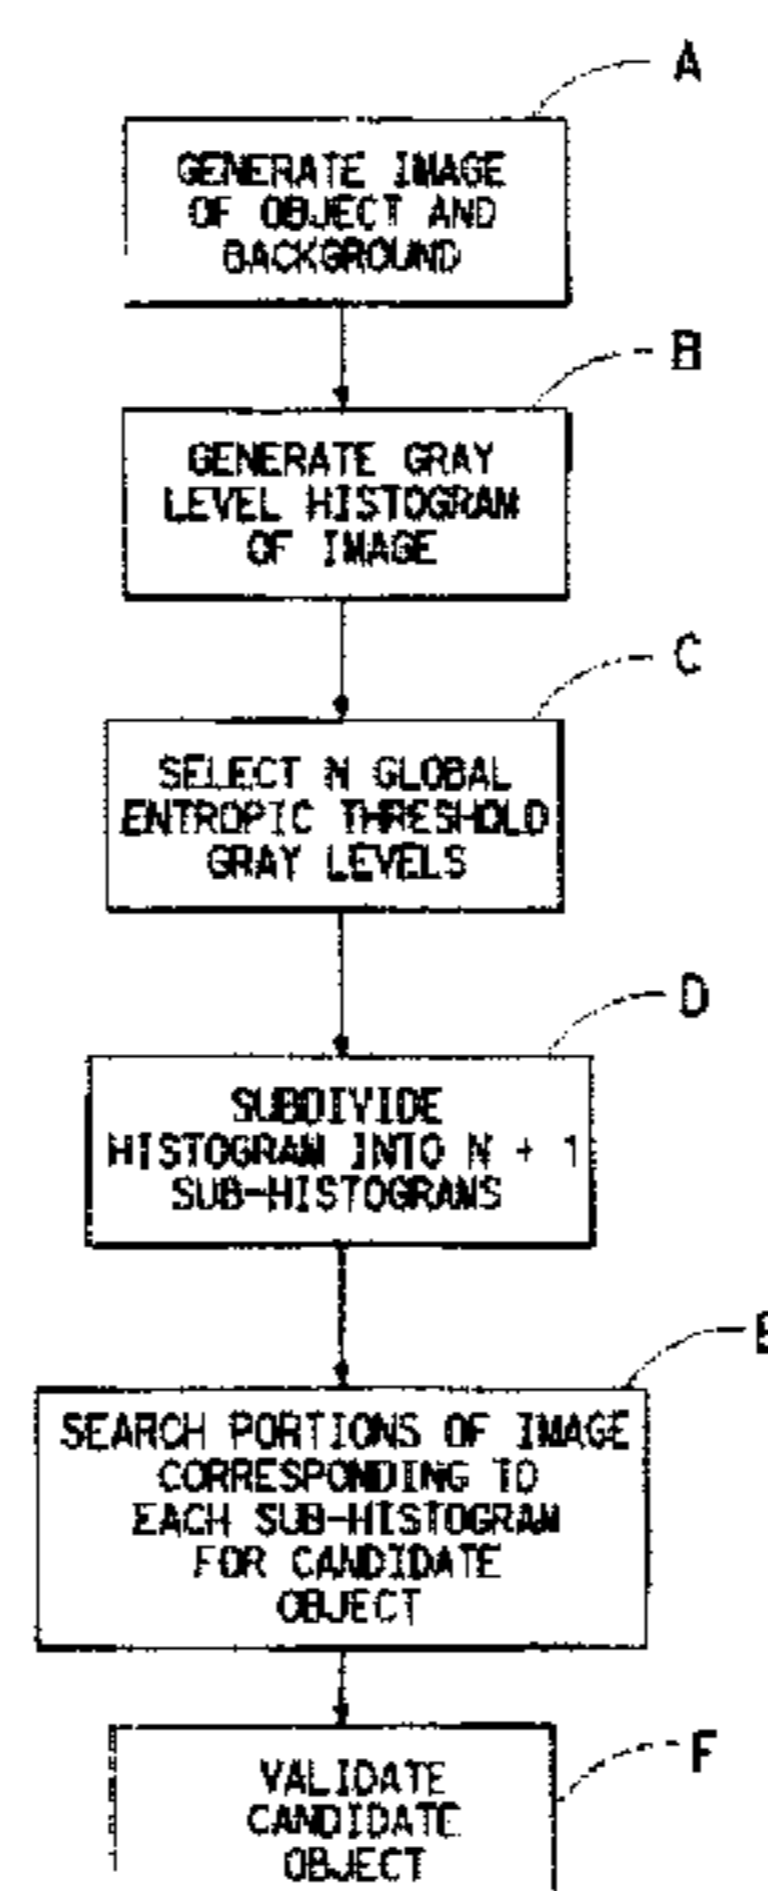 A
GENERATE IMAGE
OF OBJECT AND
BACKGROUND
B
GENERATE GRAY
LEVEL HISTOGRAM
OF IMAGE
C
SELECT N GLOBAL
ENTROPIC THRESHOLD
GRAY LEVELS
D
SUBDIVIDE
HISTOGRAM INTO N + 1
SUB-HISTOGRAMS
E
SEARCH PORTIONS OF IMAGE
CORRESPONDING TO
EACH SUB-HISTOGRAM
FOR CANDIDATE
OBJECT
F
VALIDATE
CANDIDATE
OBJECT